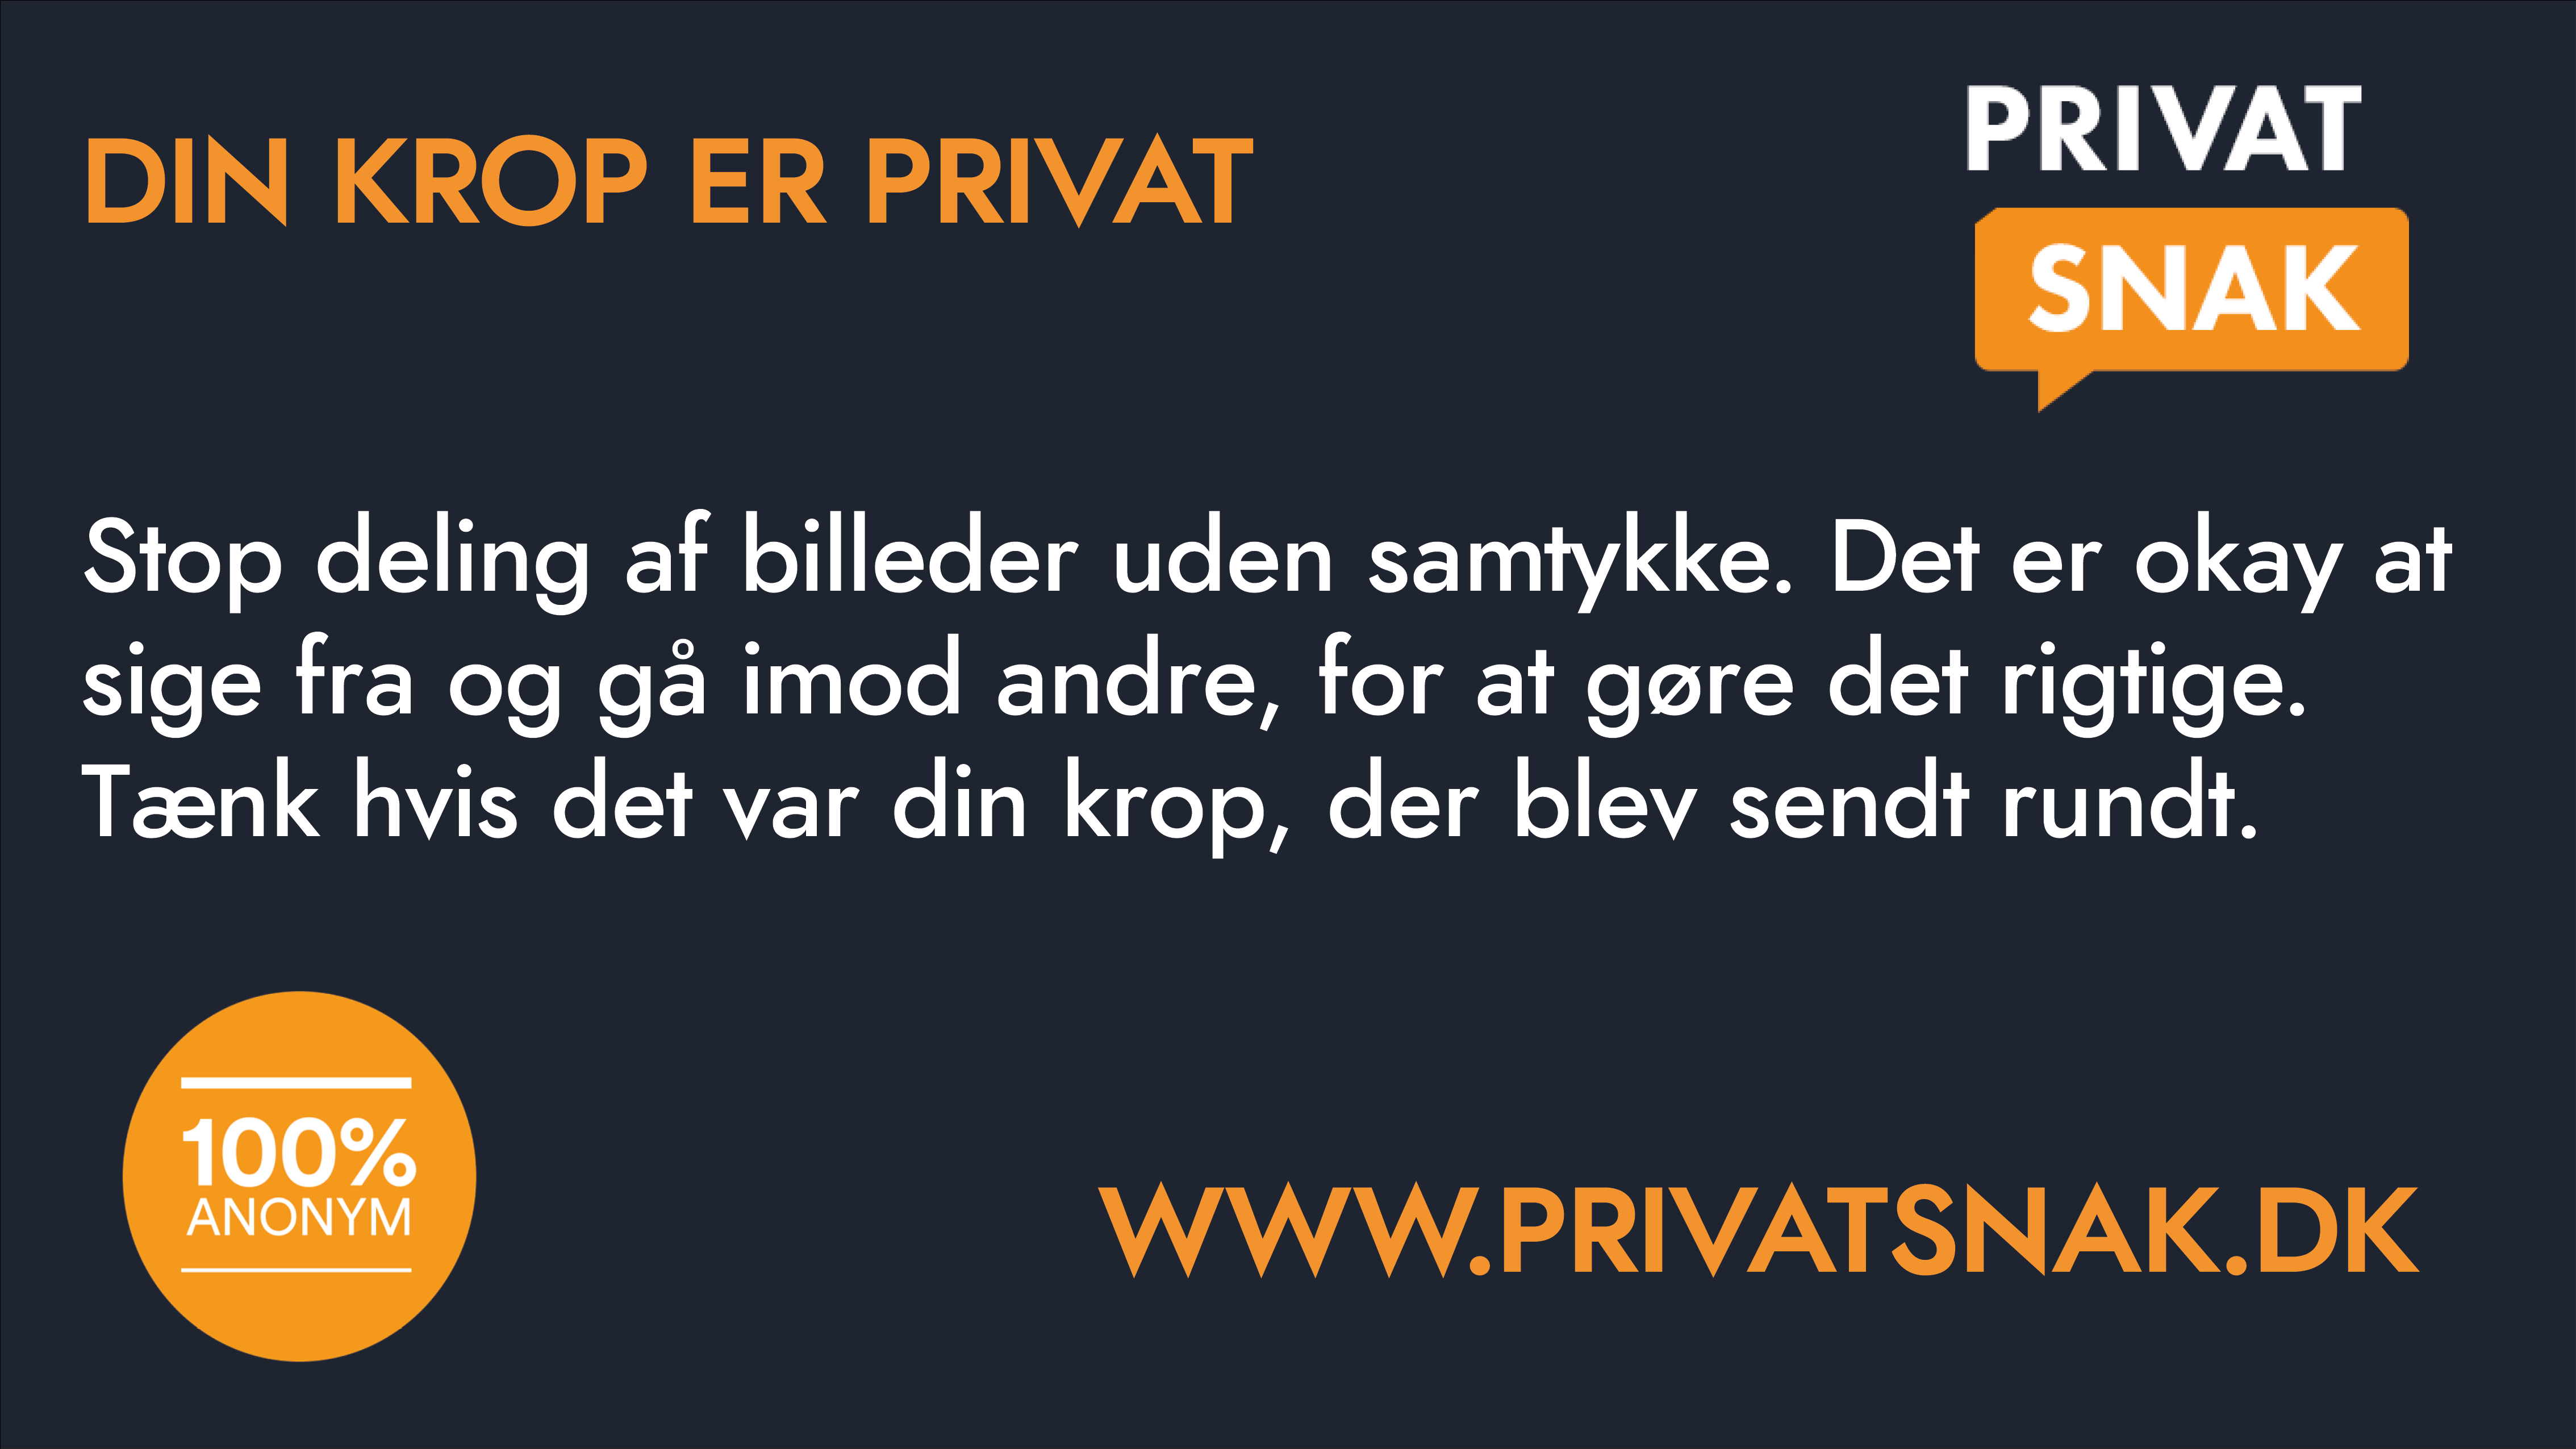 DIN KROP ER PRIVAT
PRIVAT
SNAK
Stop deling af billeder uden samtykke. Det er okay at
sige fra og gå imod andre, for at gøre det rigtige.
Tænk hvis det var din krop, der blev sendt rundt.
100%
ANONYM
WWW.PRIVATSNAK.DK